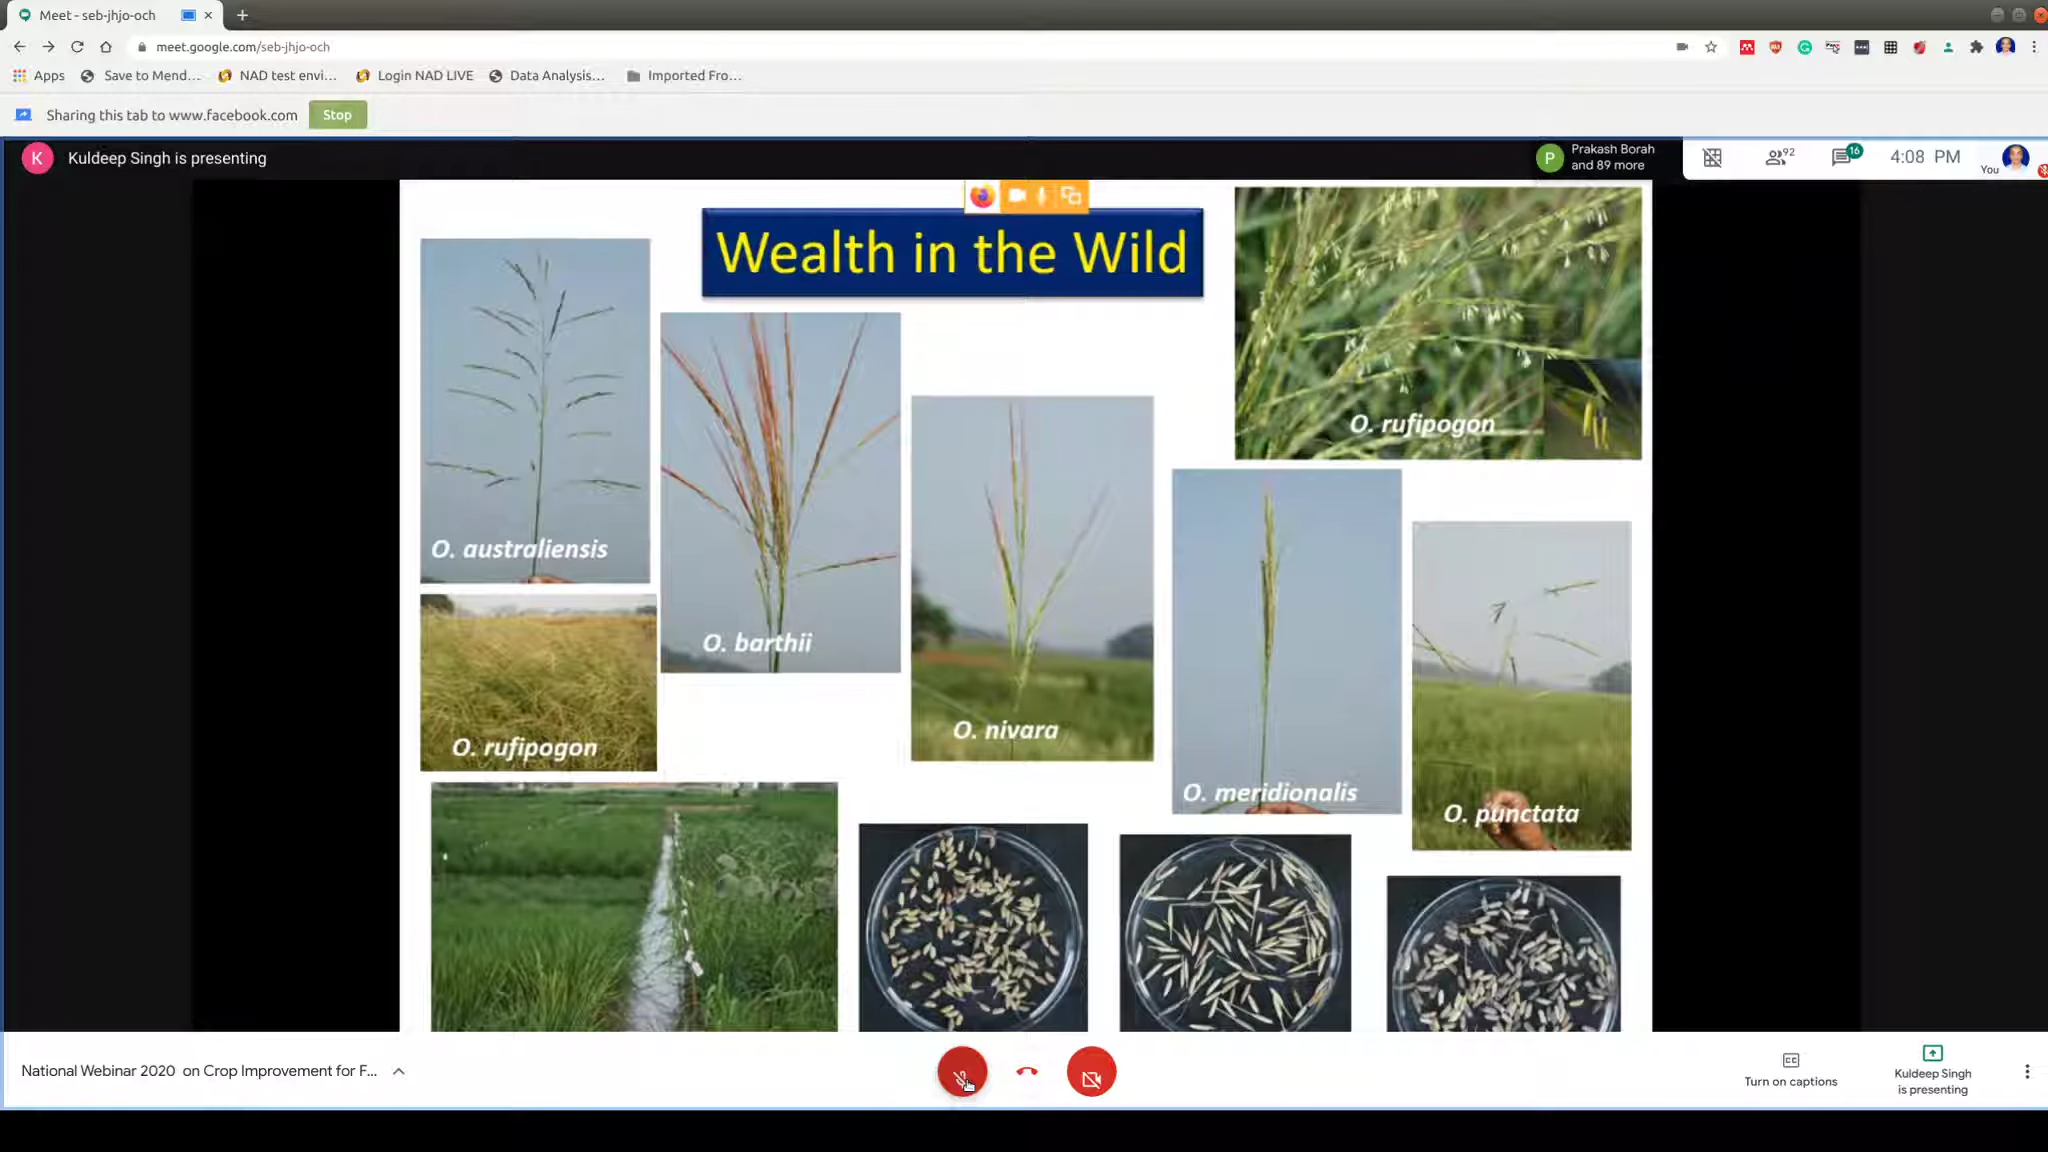 Meet - seb-jhjo-och
meet.google.com/seb-jhjo-och
Apps
Save to Mend...
NAD test envi...
Login NAD LIVE
Data Analysis...
Imported Fro...
Sharing this tab to www.facebook.com
Stop
K
Kuldeep Singh is presenting
P
Prakash Borah
and 89 more
92
16
4:08 PM
You
Wealth in the Wild
O. rufipogon
O. australiensis
O. barthii
O. nivara
O. rufipogon
O. meridionalis
O. punctata
National Webinar 2020 on Crop Improvement for F...
CC
Turn on captions
Kuldeep Singh
is presenting